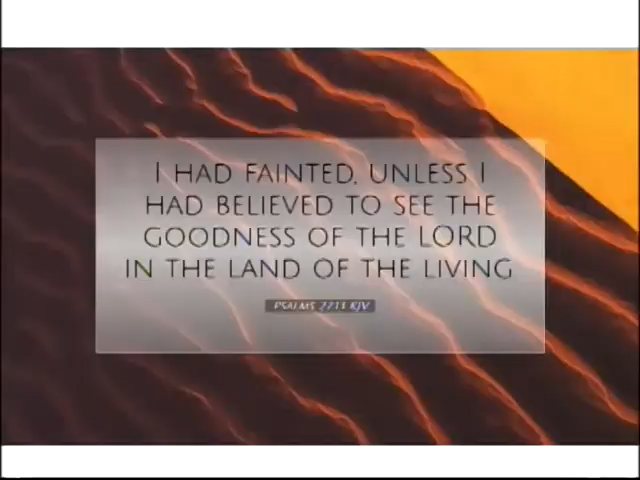 I HAD FAINTED, UNLESS I
HAD BELIEVED TO SEE THE
GOODNESS OF THE LORD
IN THE LAND OF THE LIVING
PSALMS 27:13 KJV